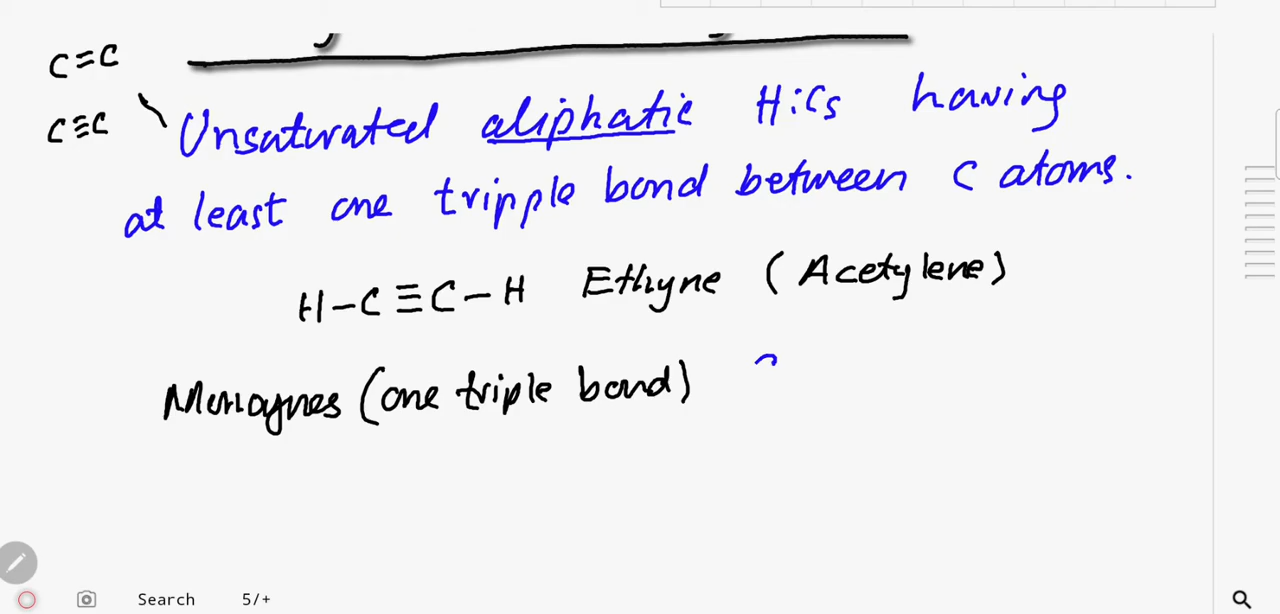 C=C
C≡C
Unsaturated aliphatic H.Cs having
at least one tripple bond between C atoms.
H-C≡C-H Ethyne (Acetylene)
Monoynes (one triple bond)
Search 5/+